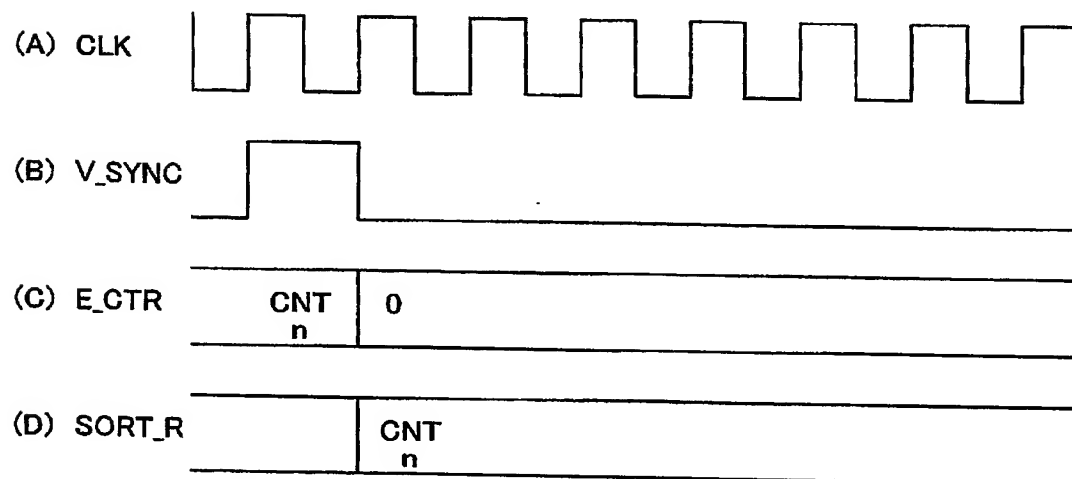 (A) CLK
(B) V_SYNC
(C) E_CTR
CNT
n
0
(D) SORT_R
CNT
n